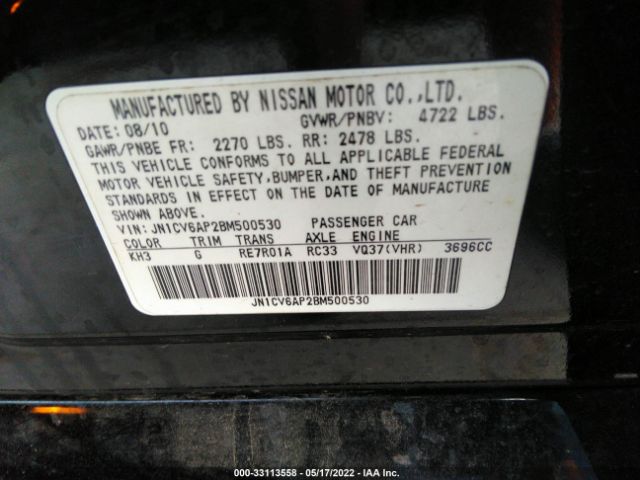 MANUFACTURED BY NISSAN MOTOR CO.,LTD.
DATE: 08/10 GVWR/PNBV: 4722 LBS.
GAWR/PNBE FR: 2270 LBS. RR: 2478 LBS.
THIS VEHICLE CONFORMS TO ALL APPLICABLE FEDERAL
MOTOR VEHICLE SAFETY,BUMPER,AND THEFT PREVENTION
STANDARDS IN EFFECT ON THE DATE OF MANUFACTURE
SHOWN ABOVE.
VIN: JN1CV6AP2BM500530 PASSENGER CAR
COLOR TRIM TRANS AXLE ENGINE
KH3 G RE7R01A RC33 VQ37(VHR) 3696CC
JN1CV6AP2BM500530
000-33113558 - 05/17/2022 - IAA Inc.